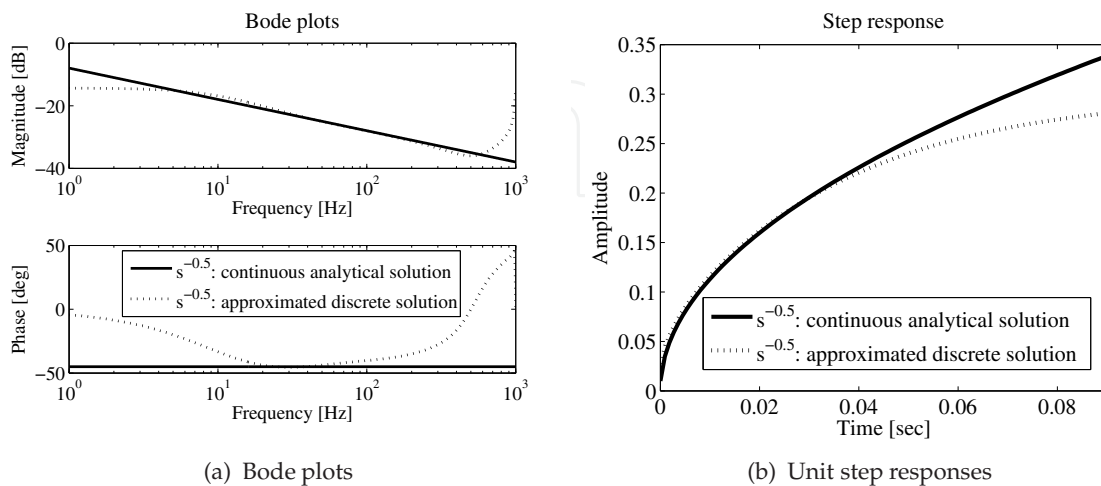 Bode plots
0
−20
−40
Magnitude [dB]
10^0
10^1
10^2
10^3
Frequency [Hz]
50
0
−50
Phase [deg]
s^−0.5: continuous analytical solution
s^−0.5: approximated discrete solution
10^0
10^1
10^2
10^3
Frequency [Hz]
(a) Bode plots
Step response
0.35
0.3
0.25
0.2
0.15
0.1
0.05
0
Amplitude
s^−0.5: continuous analytical solution
s^−0.5: approximated discrete solution
0
0.02
0.04
0.06
0.08
Time [sec]
(b) Unit step responses